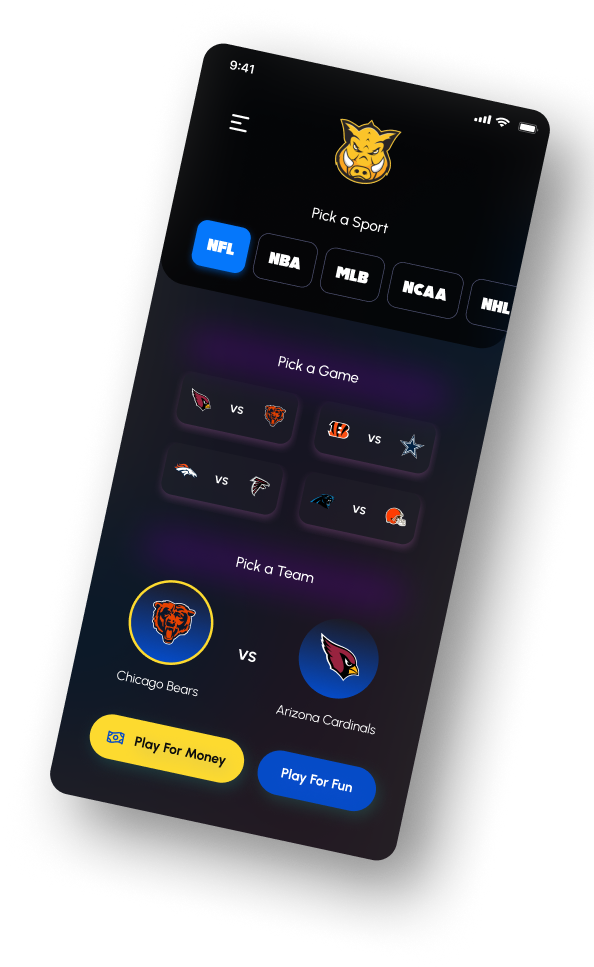 9:41
Pick a Sport
NFL NBA MLB NCAA NHL
Pick a Game
VS VS
VS VS
Pick a Team
VS
Chicago Bears
Arizona Cardinals
Play For Money
Play For Fun